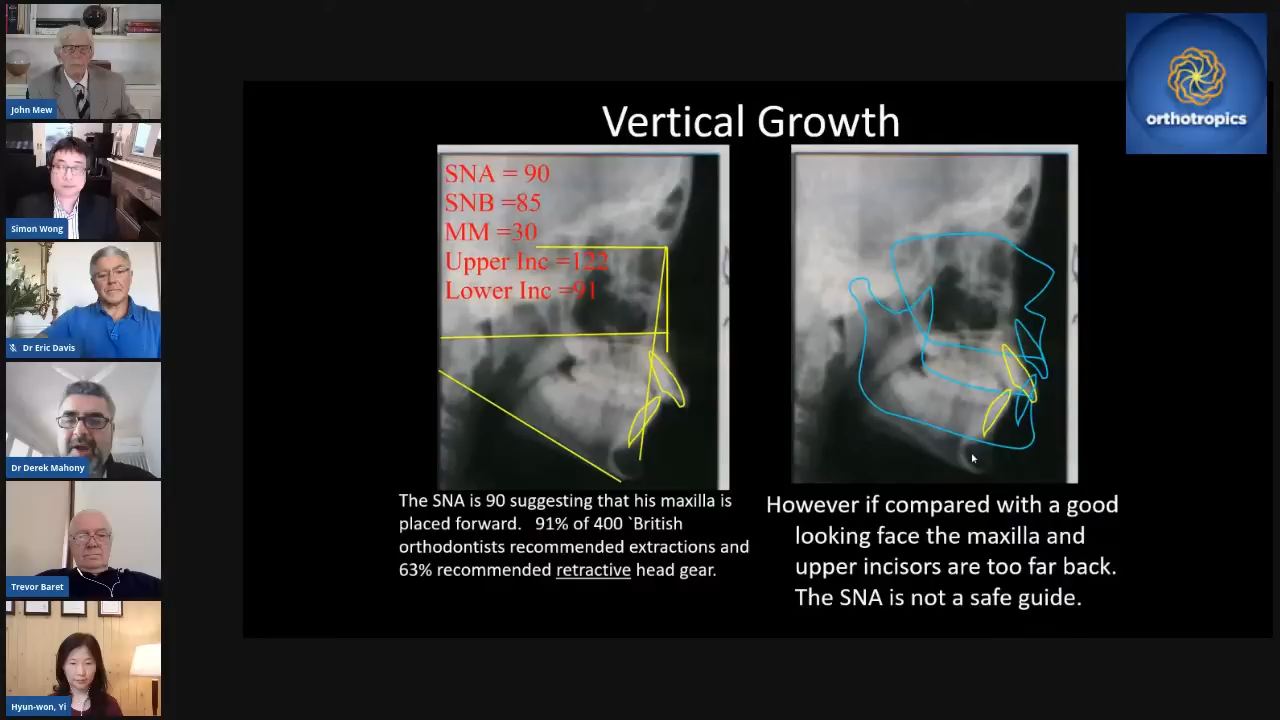 John Mew
Simon Wong
Dr Eric Davis
Dr Derek Mahony
Trevor Baret
Hyun-won, Yi
Vertical Growth
SNA = 90
SNB =85
MM =30
Upper Inc =122
Lower Inc =91
The SNA is 90 suggesting that his maxilla is
placed forward. 91% of 400 `British
orthodontists recommended extractions and
63% recommended retractive head gear.
However if compared with a good
looking face the maxilla and
upper incisors are too far back.
The SNA is not a safe guide.
orthotropics